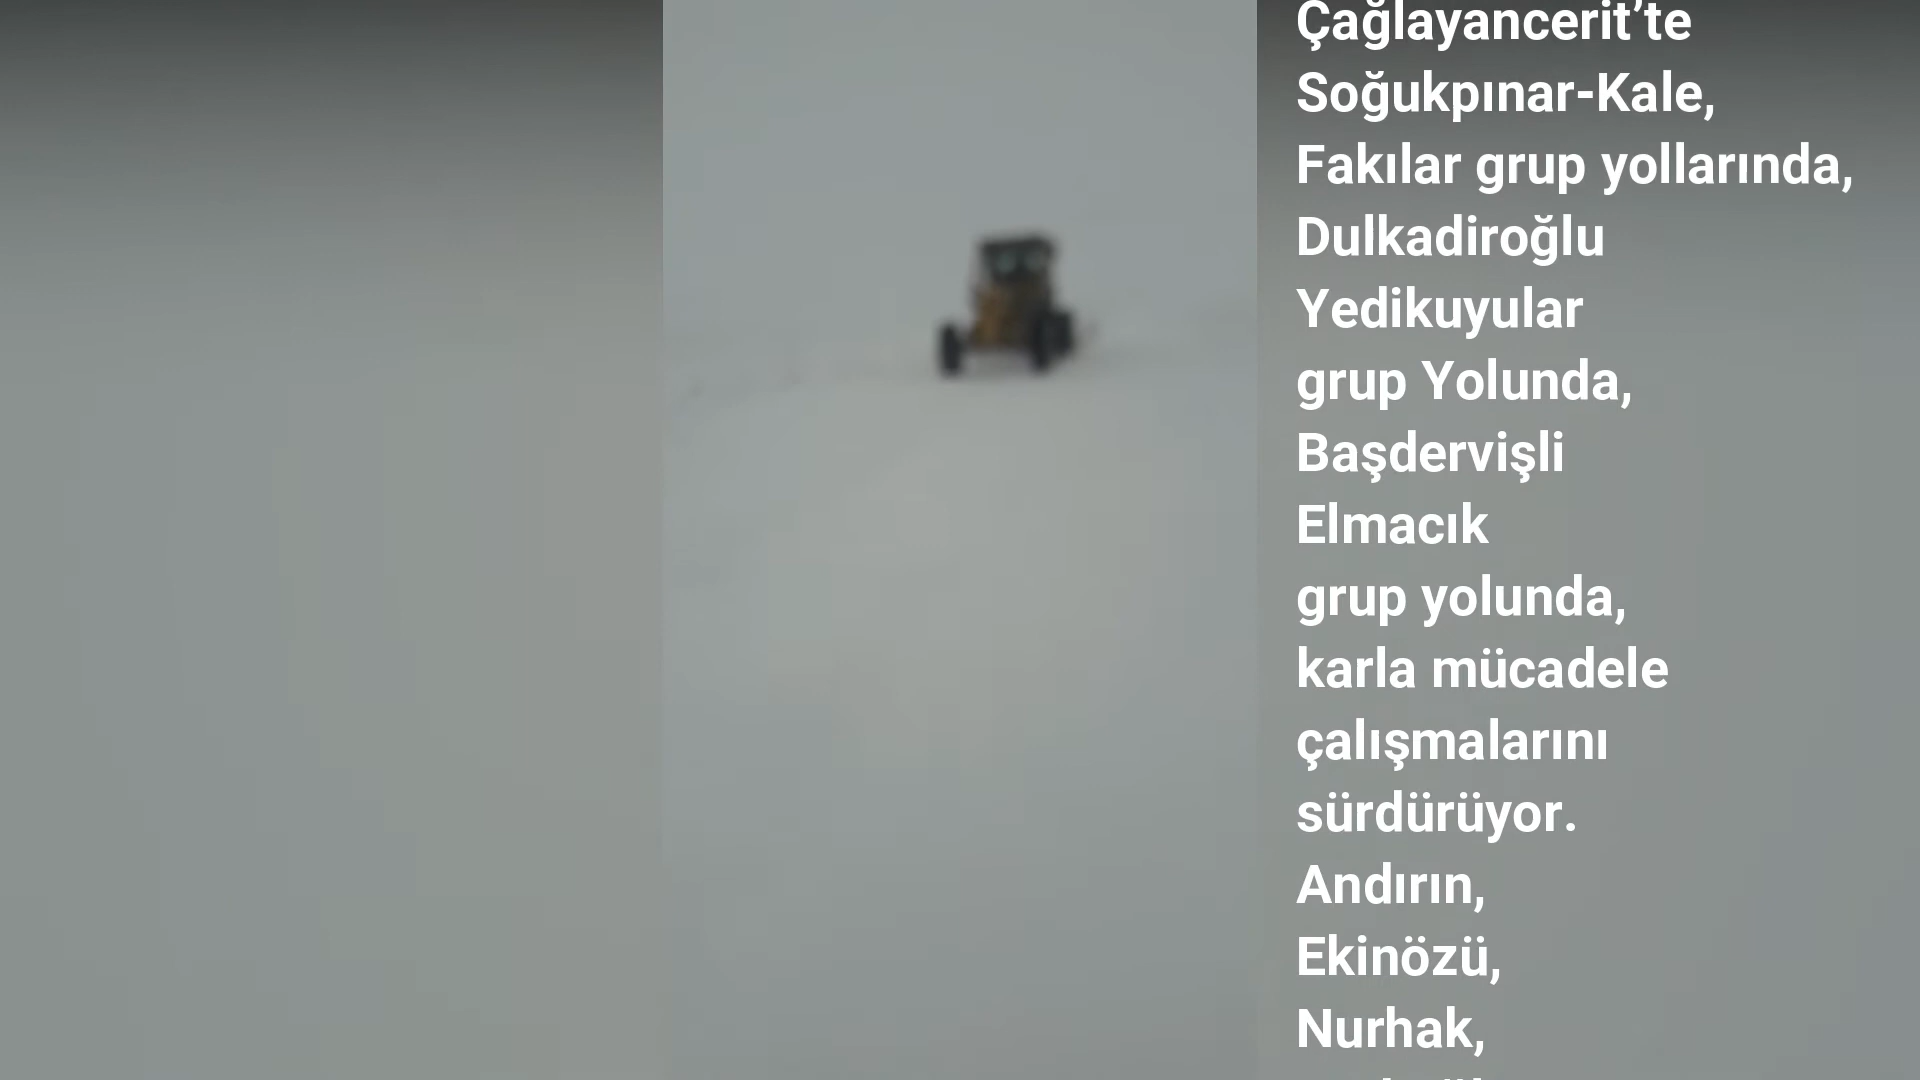 Çağlayancerit’te
Soğukpınar-Kale,
Fakılar grup yollarında,
Dulkadiroğlu
Yedikuyular
grup Yolunda,
Başdervişli
Elmacık
grup yolunda,
karla mücadele
çalışmalarını
sürdürüyor.
Andırın,
Ekinözü,
Nurhak,